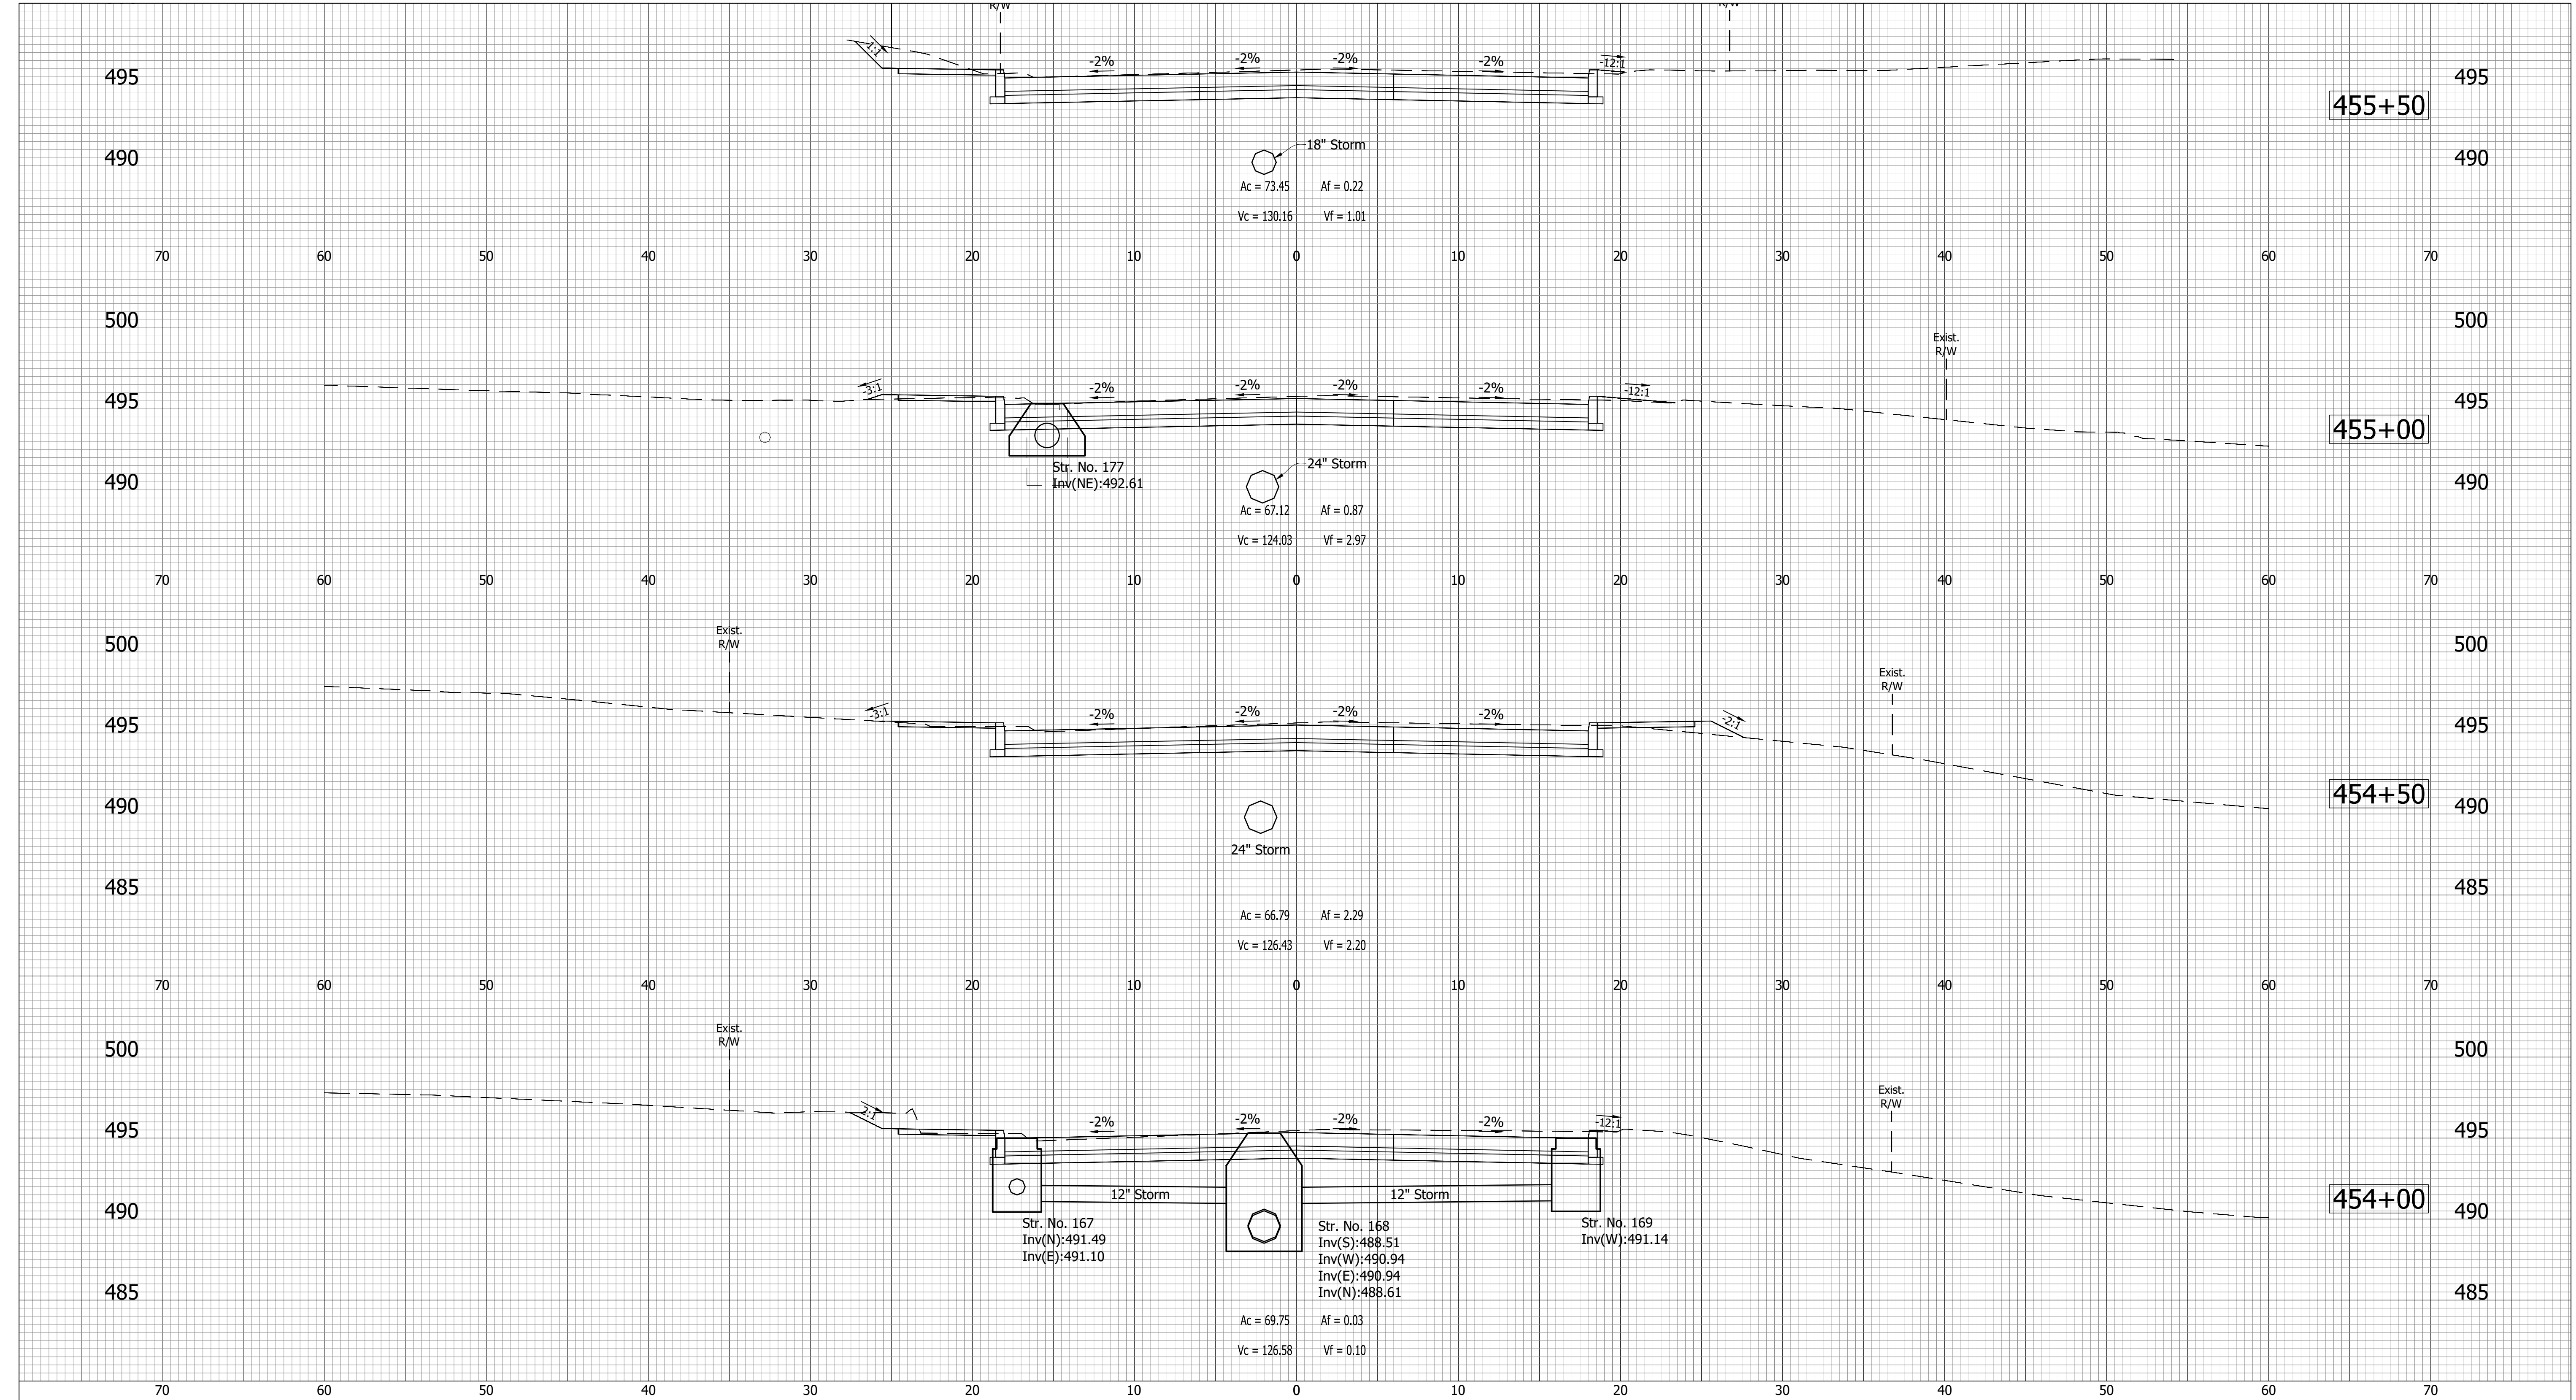 R/W R/W
1:1 -2% -2% -2% -2% -12:1
495 495
455+50
490 18" Storm 490
Ac = 73.45 Af = 0.22
Vc = 130.16 Vf = 1.01
70 60 50 40 30 20 10 0 10 20 30 40 50 60 70
500 500
Exist.
R/W
-3:1 -2% -2% -2% -2% -12:1
495 495
455+00
Str. No. 177 24" Storm
490 Inv(NE):492.61 490
Ac = 67.12 Af = 0.87
Vc = 124.03 Vf = 2.97
70 60 50 40 30 20 10 0 10 20 30 40 50 60 70
Exist.
R/W
500 500
Exist.
R/W
-3:1 -2% -2% -2% -2% -2:1
495 495
454+50
490 490
24" Storm
485 485
Ac = 66.79 Af = 2.29
Vc = 126.43 Vf = 2.20
70 60 50 40 30 20 10 0 10 20 30 40 50 60 70
Exist.
R/W
500 500
Exist.
R/W
2:1 -2% -2% -2% -2% -12:1
495 495
12" Storm 12" Storm
454+00
490 490
Str. No. 167
Inv(N):491.49
Inv(E):491.10
Str. No. 168
Inv(S):488.51
Inv(W):490.94
Inv(E):490.94
Inv(N):488.61
Str. No. 169
Inv(W):491.14
485 485
Ac = 69.75 Af = 0.03
Vc = 126.58 Vf = 0.10
70 60 50 40 30 20 10 0 10 20 30 40 50 60 70